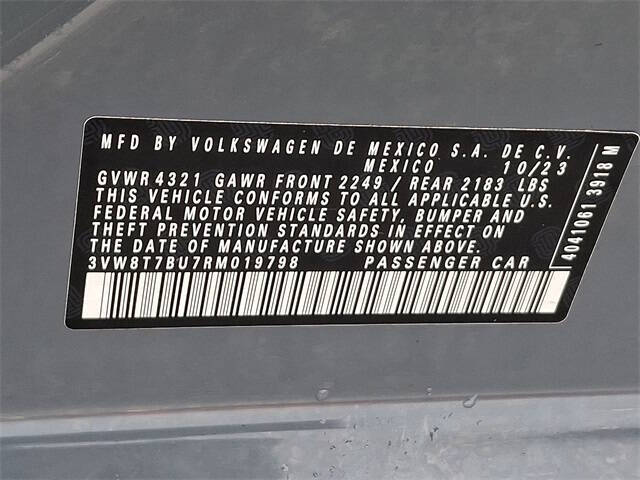 MFD BY VOLKSWAGEN DE MEXICO S.A. DE C.V.
MEXICO 10/23
GVWR 4321 GAWR FRONT 2249 / REAR 2183 LBS
THIS VEHICLE CONFORMS TO ALL APPLICABLE U.S.
FEDERAL MOTOR VEHICLE SAFETY, BUMPER AND
THEFT PREVENTION STANDARDS IN EFFECT ON
THE DATE OF MANUFACTURE SHOWN ABOVE.
3VW8T7BU7RM019798 PASSENGER CAR
4041061 3918 M